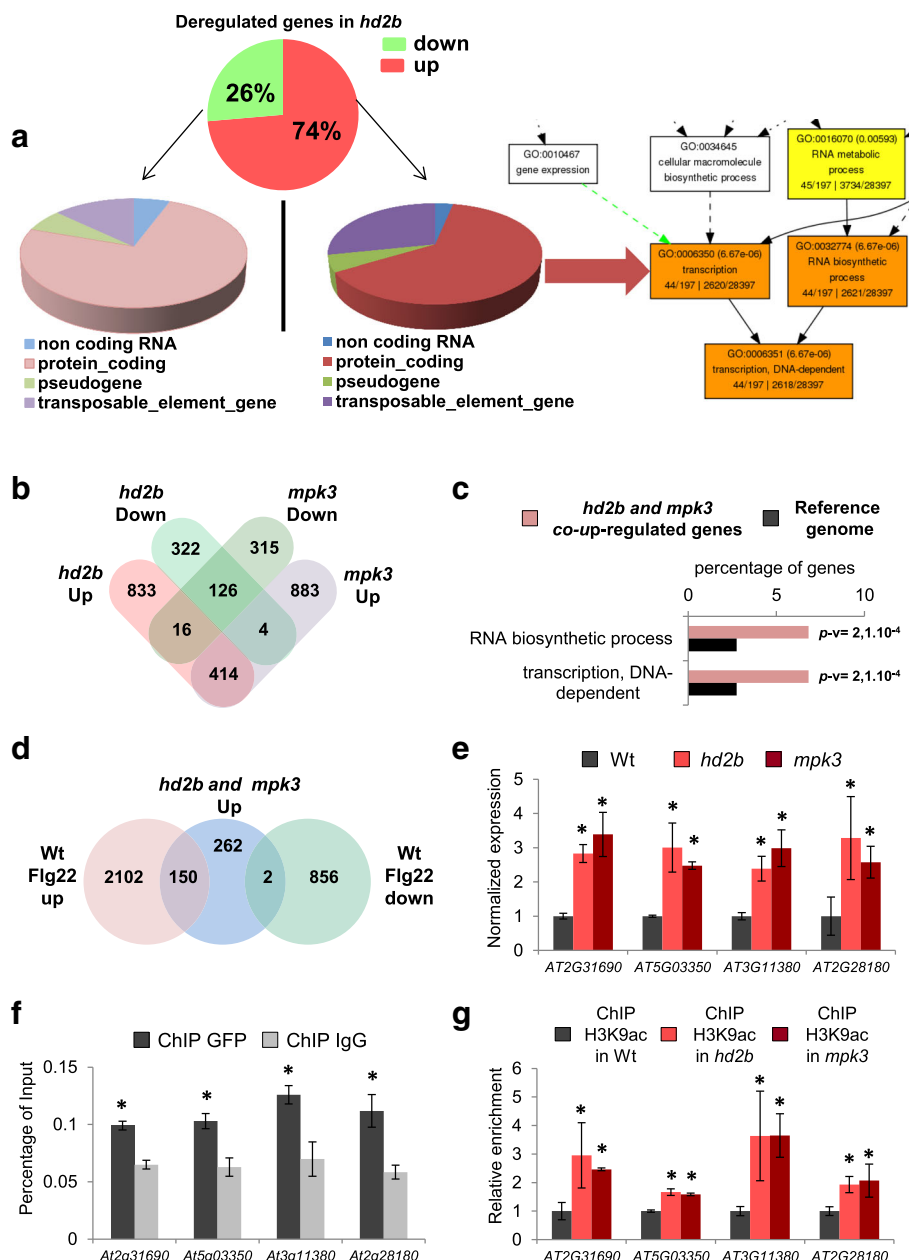 Deregulated genes in hd2b
down
up
26%
74%
a
GO:0010467
gene expression
GO:0034645
cellular macromolecule
biosynthetic process
GO:0016070 (0.00593)
RNA metabolic
process
45/197 | 3734/28397
GO:0006350 (6.67e-06)
transcription
44/197 | 2620/28397
GO:0032774 (6.67e-06)
RNA biosynthetic
process
44/197 | 2621/28397
GO:0006351 (6.67e-06)
transcription, DNA-dependent
44/197 | 2618/28397
non coding RNA
protein_coding
pseudogene
transposable_element_gene
non coding RNA
protein_coding
pseudogene
transposable_element_gene
b
hd2b
Down
mpk3
Down
hd2b
Up
mpk3
Up
322
315
833
126
883
16
4
414
c
hd2b and mpk3
co-up-regulated genes
Reference
genome
percentage of genes
0 5 10
RNA biosynthetic process
p-v= 2,1.10-4
transcription, DNA-
dependent
p-v= 2,1.10-4
d
hd2b and mpk3
Up
Wt
Flg22
up
2102
150
262
2
856
Wt
Flg22
down
e
Wt
hd2b
mpk3
Normalized expression
5
4
3
2
1
0
* * * * * * * *
AT2G31690 AT5G03350 AT3G11380 AT2G28180
f
ChIP GFP
ChIP IgG
Percentage of Input
0.15
0.1
0.05
0
* * * *
At2g31690 At5g03350 At3g11380 At2g28180
g
ChIP
H3K9ac
in Wt
ChIP
H3K9ac
in hd2b
ChIP
H3K9ac
in mpk3
Relative enrichment
6
5
4
3
2
1
0
* * * * * * * *
AT2G31690 AT5G03350 AT3G11380 AT2G28180